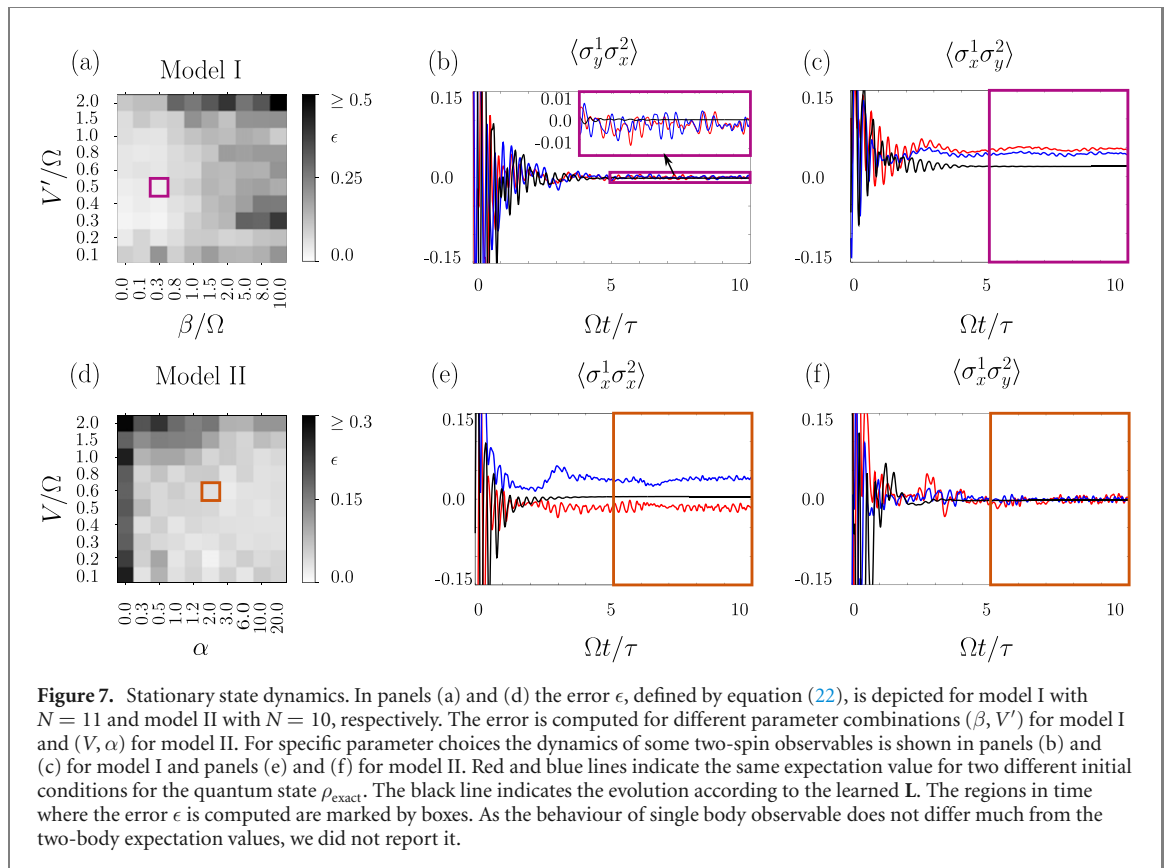 (a)
Model I
V′/Ω
2.0
1.5
1.0
0.8
0.6
0.5
0.4
0.3
0.2
0.1
0.0
0.1
0.3
0.8
1.0
1.5
2.0
5.0
8.0
10.0
β/Ω
≥ 0.5
ϵ
0.25
0.0
(b)
⟨σ_y^1 σ_x^2⟩
0.15
0.0
-0.15
0.01
0.0
-0.01
0
5
10
Ωt/τ
(c)
⟨σ_x^1 σ_y^2⟩
0.15
0.0
-0.15
0
5
10
Ωt/τ
(d)
Model II
V/Ω
2.0
1.5
1.0
0.8
0.6
0.5
0.4
0.3
0.2
0.1
0.0
0.3
0.5
1.0
1.2
2.0
3.0
6.0
10.0
20.0
α
≥ 0.3
ϵ
0.15
0.0
(e)
⟨σ_x^1 σ_x^2⟩
0.15
0.0
-0.15
0
5
10
Ωt/τ
(f)
⟨σ_x^1 σ_y^2⟩
0.15
0.0
-0.15
0
5
10
Ωt/τ
Figure 7. Stationary state dynamics. In panels (a) and (d) the error ϵ, defined by equation (22), is depicted for model I with
N = 11 and model II with N = 10, respectively. The error is computed for different parameter combinations (β, V′) for model I
and (V, α) for model II. For specific parameter choices the dynamics of some two-spin observables is shown in panels (b) and
(c) for model I and panels (e) and (f) for model II. Red and blue lines indicate the same expectation value for two different initial
conditions for the quantum state ρ_exact. The black line indicates the evolution according to the learned L. The regions in time
where the error ϵ is computed are marked by boxes. As the behaviour of single body observable does not differ much from the
two-body expectation values, we did not report it.